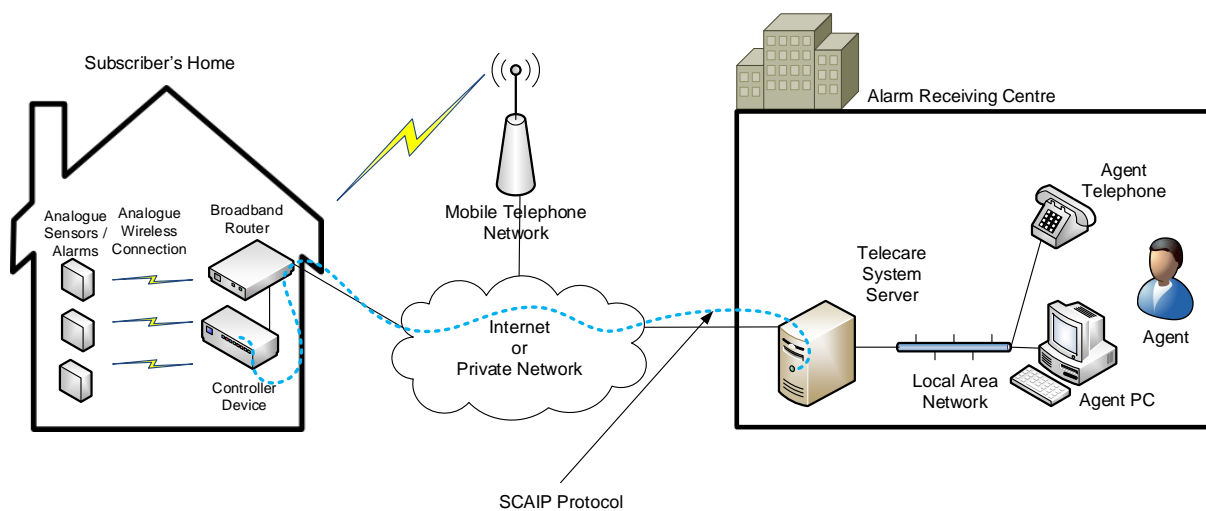 Subscriber's Home
Alarm Receiving Centre
Analogue
Sensors /
Alarms
Analogue
Wireless
Connection
Broadband
Router
Controller
Device
Mobile Telephone
Network
Internet
or
Private Network
SCAIP Protocol
Telecare
System
Server
Local Area
Network
Agent
Telephone
Agent
Agent PC